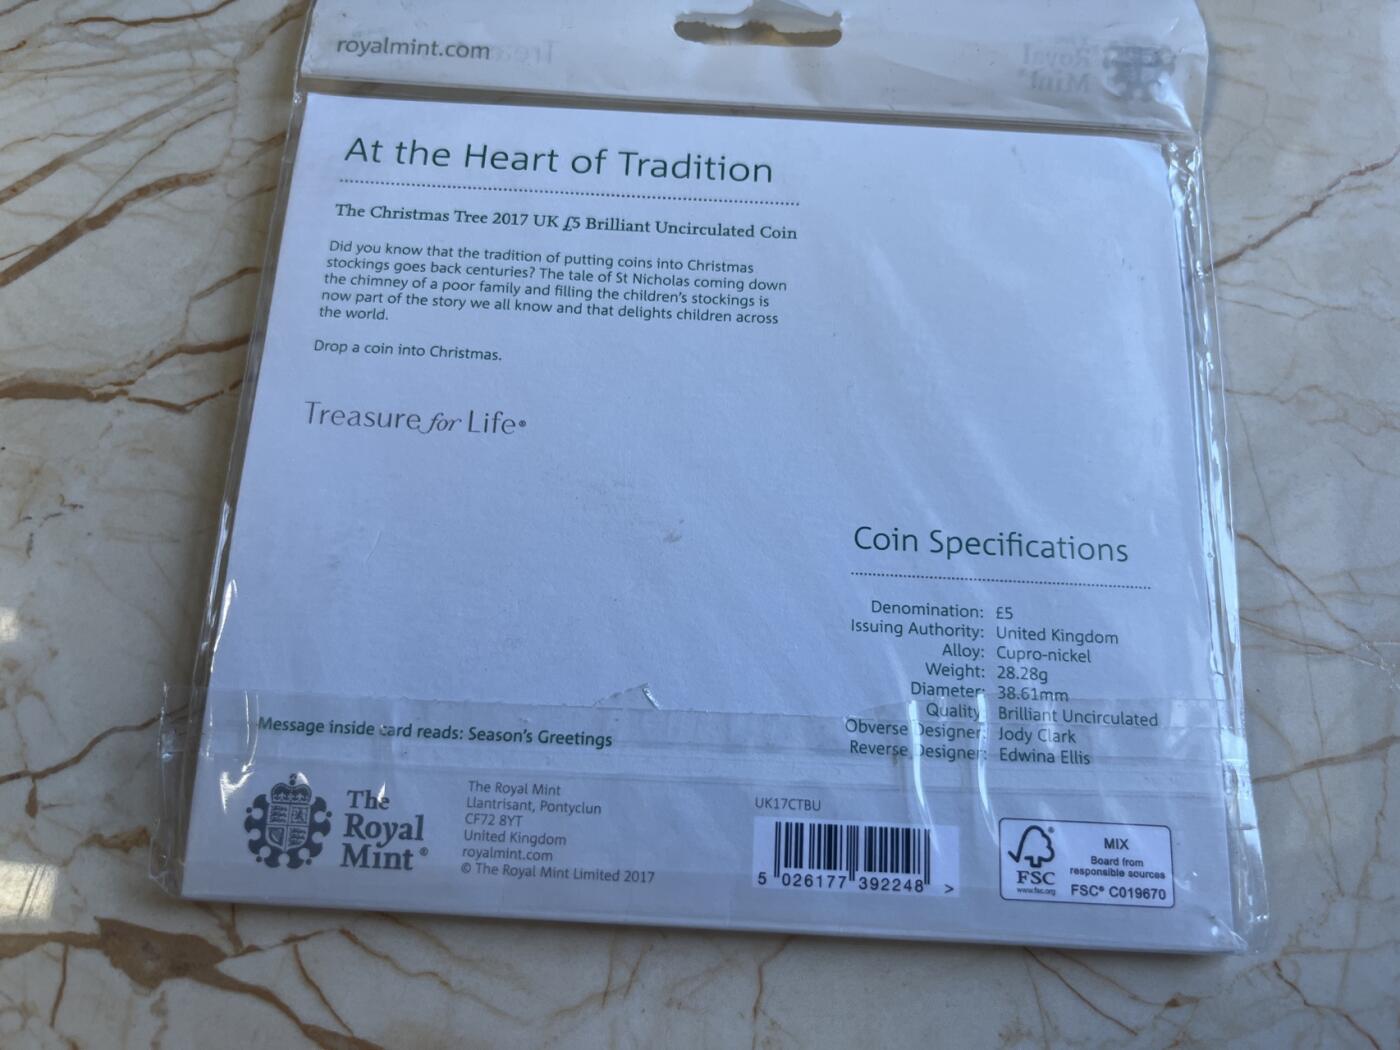 royalmint.com
The
Royal
Mint®
At the Heart of Tradition
The Christmas Tree 2017 UK £5 Brilliant Uncirculated Coin
Did you know that the tradition of putting coins into Christmas
stockings goes back centuries? The tale of St Nicholas coming down
the chimney of a poor family and filling the children's stockings is
now part of the story we all know and that delights children across
the world.
Drop a coin into Christmas.
Treasure for Life®
Coin Specifications
Denomination: £5
Issuing Authority: United Kingdom
Alloy: Cupro-nickel
Weight: 28.28g
Diameter: 38.61mm
Quality: Brilliant Uncirculated
Obverse Designer: Jody Clark
Reverse Designer: Edwina Ellis
Message inside card reads: Season's Greetings
The
Royal
Mint®
The Royal Mint
Llantrisant, Pontyclun
CF72 8YT
United Kingdom
royalmint.com
© The Royal Mint Limited 2017
UK17CTBU
5 026177 392248 >
FSC
www.fsc.org
MIX
Board from
responsible sources
FSC® C019670